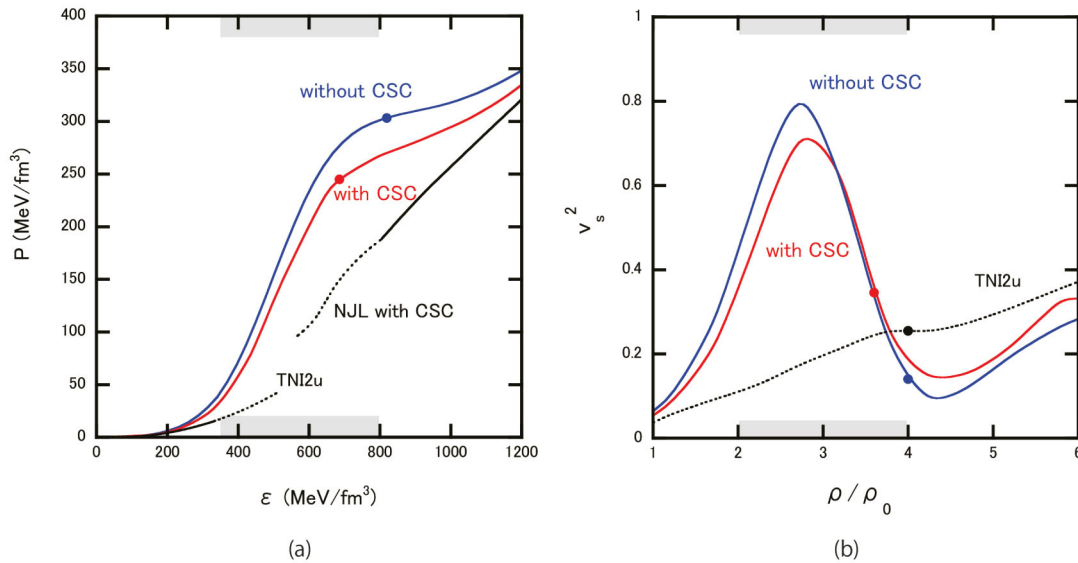 400
350
300
250
200
150
100
50
0
P (MeV/fm³)
without CSC
with CSC
NJL with CSC
TNI2u
0 200 400 600 800 1000 1200
ε (MeV/fm³)
(a)
1
0.8
0.6
0.4
0.2
0
v_s²
without CSC
with CSC
TNI2u
1 2 3 4 5 6
ρ / ρ₀
(b)